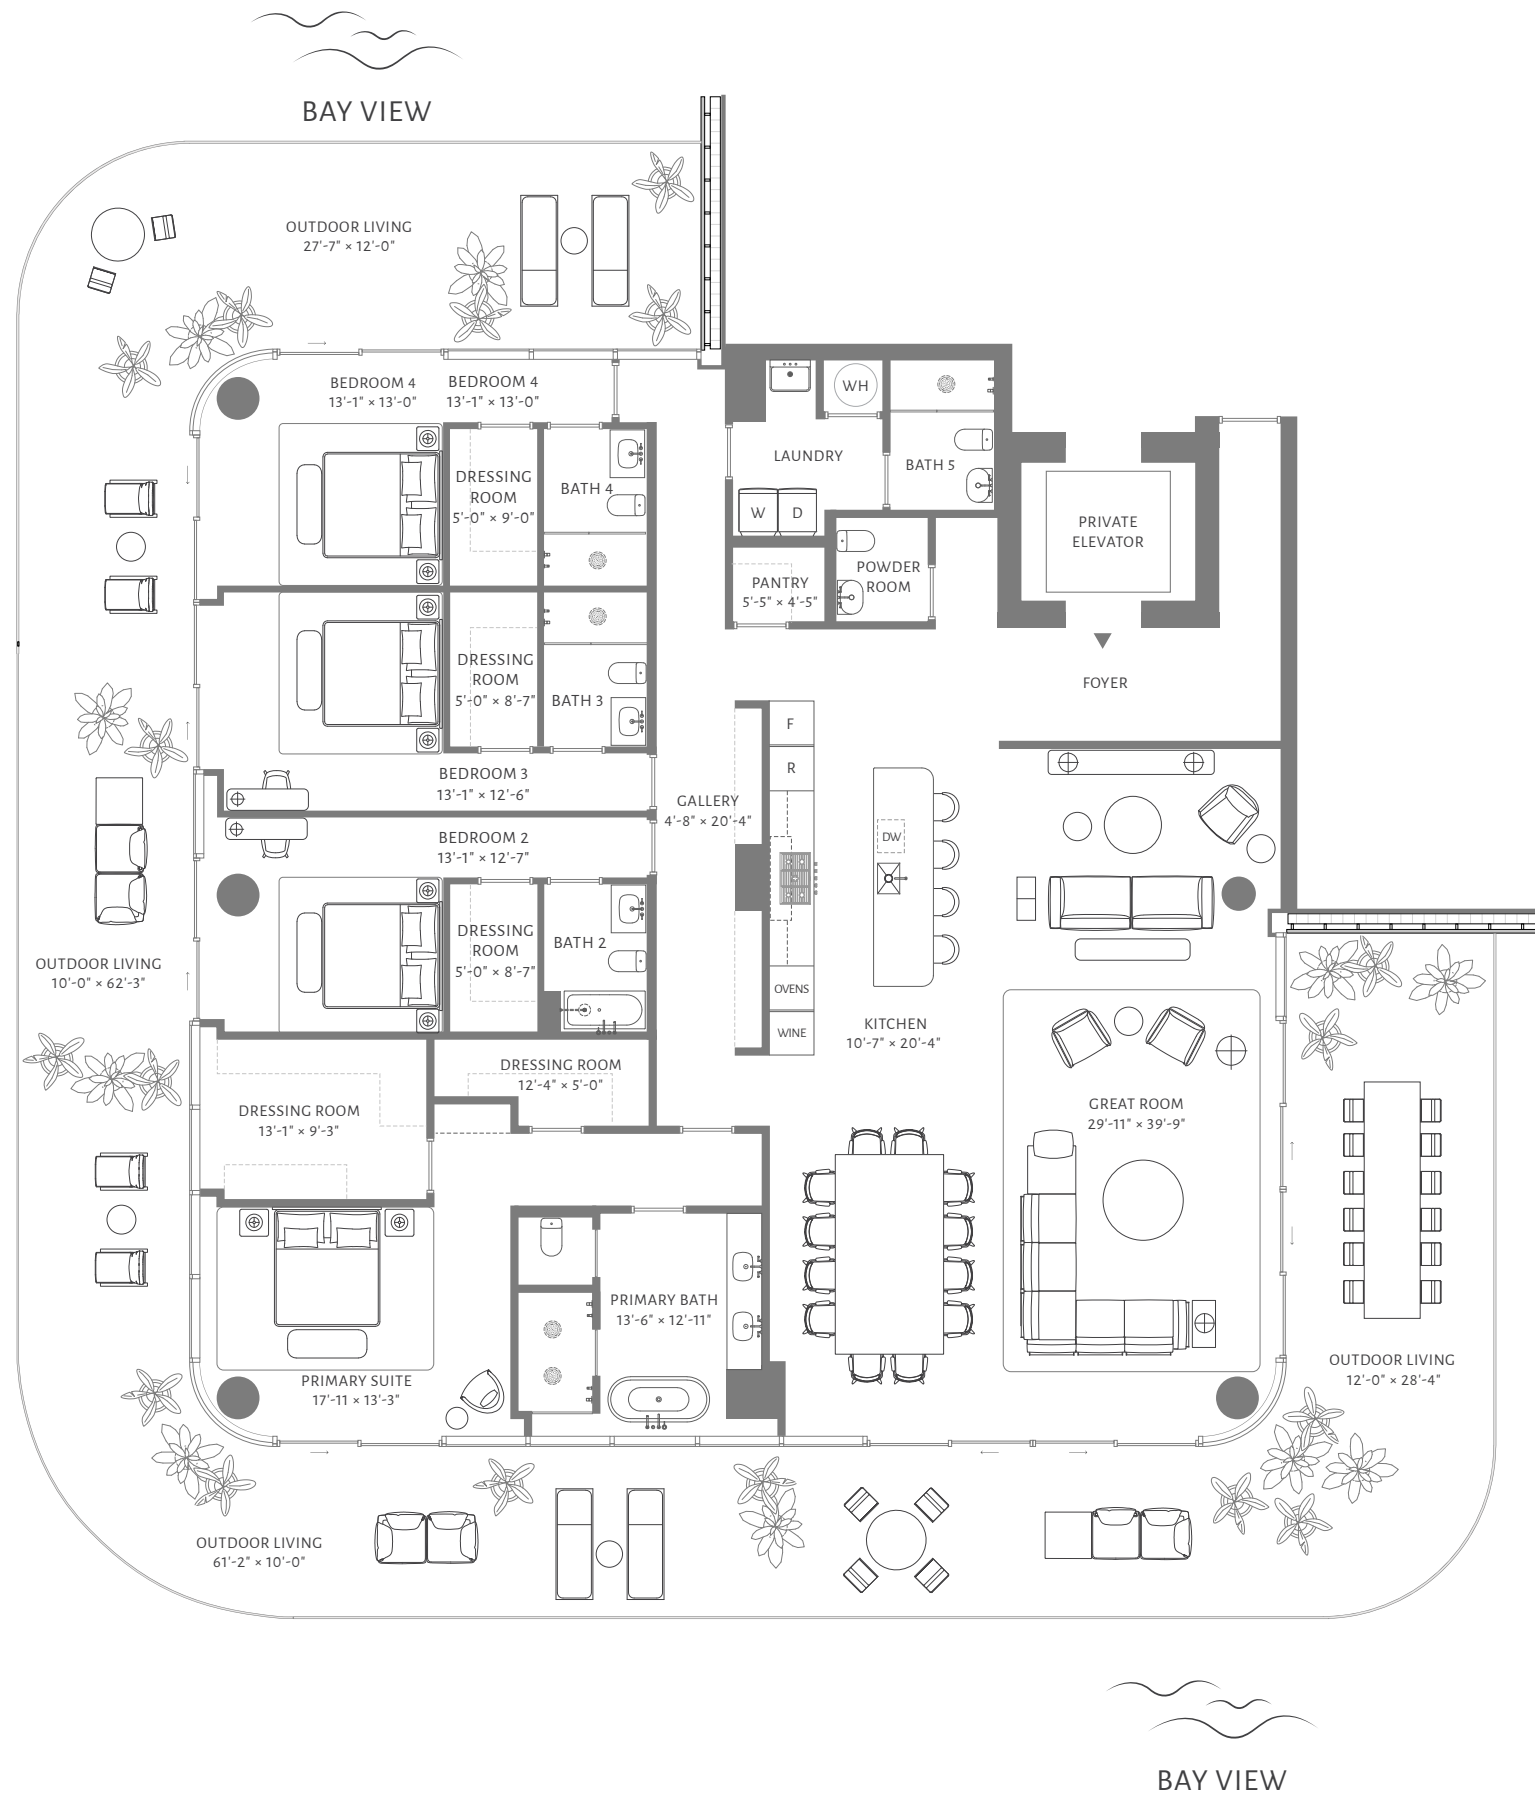 BAY VIEW
OUTDOOR LIVING
27'-7" × 12'-0"
BEDROOM 4
13'-1" × 13'-0"
BEDROOM 4
13'-1" × 13'-0"
WH
LAUNDRY
BATH 5
DRESSING
ROOM
5'-0" × 9'-0"
BATH 4
W
D
PRIVATE
ELEVATOR
POWDER
ROOM
PANTRY
5'-5" × 4'-5"
DRESSING
ROOM
5'-0" × 8'-7"
BATH 3
FOYER
F
R
BEDROOM 3
13'-1" × 12'-6"
GALLERY
4'-8" × 20'-4"
DW
BEDROOM 2
13'-1" × 12'-7"
DRESSING
ROOM
5'-0" × 8'-7"
BATH 2
OUTDOOR LIVING
10'-0" × 62'-3"
OVENS
WINE
KITCHEN
10'-7" × 20'-4"
DRESSING ROOM
12'-4" × 5'-0"
DRESSING ROOM
13'-1" × 9'-3"
GREAT ROOM
29'-11" × 39'-9"
PRIMARY BATH
13'-6" × 12'-11"
PRIMARY SUITE
17'-11 × 13'-3"
OUTDOOR LIVING
12'-0" × 28'-4"
OUTDOOR LIVING
61'-2" × 10'-0"
BAY VIEW